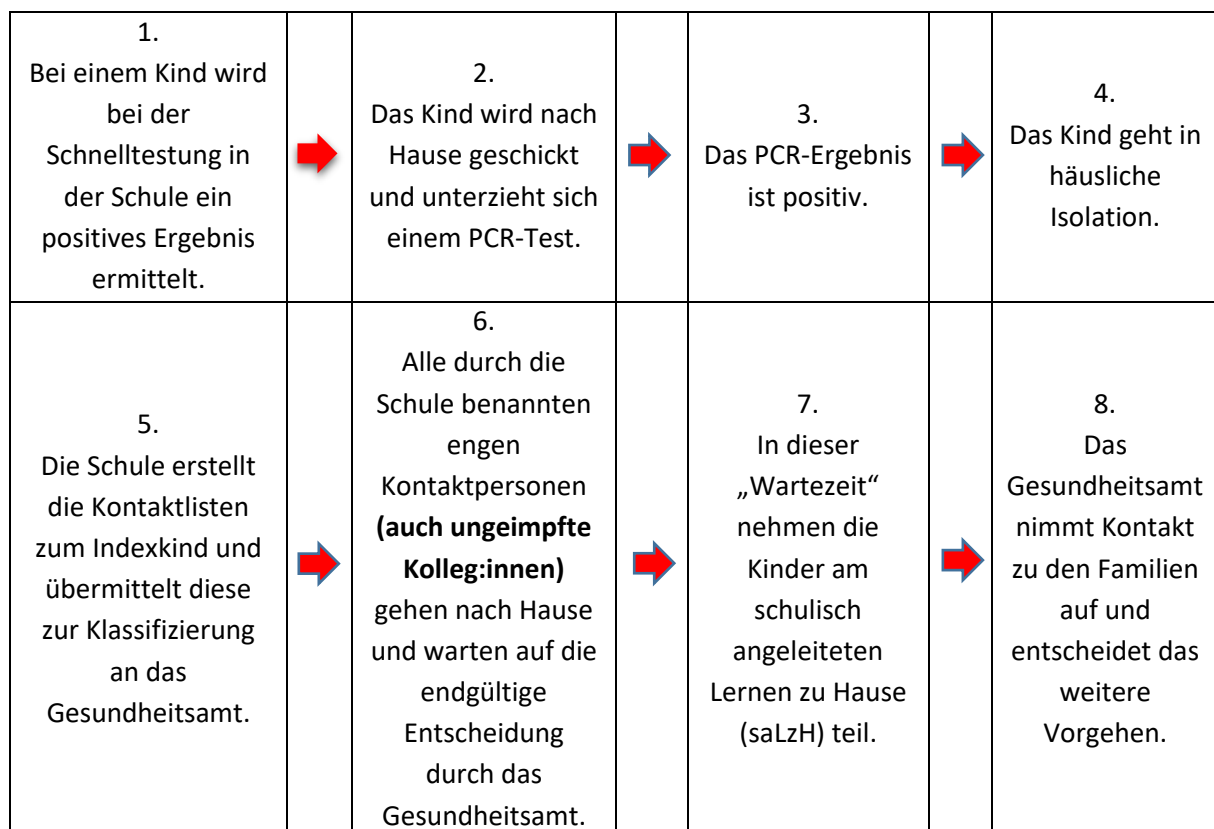 1.
Bei einem Kind wird
bei der
Schnelltestung in
der Schule ein
positives Ergebnis
ermittelt.
2.
Das Kind wird nach
Hause geschickt
und unterzieht sich
einem PCR-Test.
3.
Das PCR-Ergebnis
ist positiv.
4.
Das Kind geht in
häusliche
Isolation.
5.
Die Schule erstellt
die Kontaktlisten
zum Indexkind und
übermittelt diese
zur Klassifizierung
an das
Gesundheitsamt.
6.
Alle durch die
Schule benannten
engen
Kontaktpersonen
(auch ungeimpfte
Kolleg:innen)
gehen nach Hause
und warten auf die
endgültige
Entscheidung
durch das
Gesundheitsamt.
7.
In dieser
„Wartezeit“
nehmen die
Kinder am
schulisch
angeleiteten
Lernen zu Hause
(saLzH) teil.
8.
Das
Gesundheitsamt
nimmt Kontakt
zu den Familien
auf und
entscheidet das
weitere
Vorgehen.